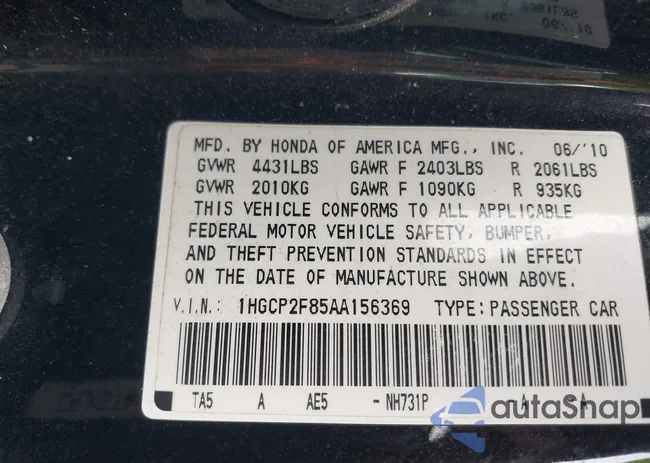 MFD. BY HONDA OF AMERICA MFG., INC. 06/'10
GVWR 4431LBS GAWR F 2403LBS R 2061LBS
GVWR 2010KG GAWR F 1090KG R 935KG
THIS VEHICLE CONFORMS TO ALL APPLICABLE
FEDERAL MOTOR VEHICLE SAFETY, BUMPER,
AND THEFT PREVENTION STANDARDS IN EFFECT
ON THE DATE OF MANUFACTURE SHOWN ABOVE.
V.I.N.: 1HGCP2F85AA156369 TYPE:PASSENGER CAR
TA5 A AE5 -NH731P -A
autoShap